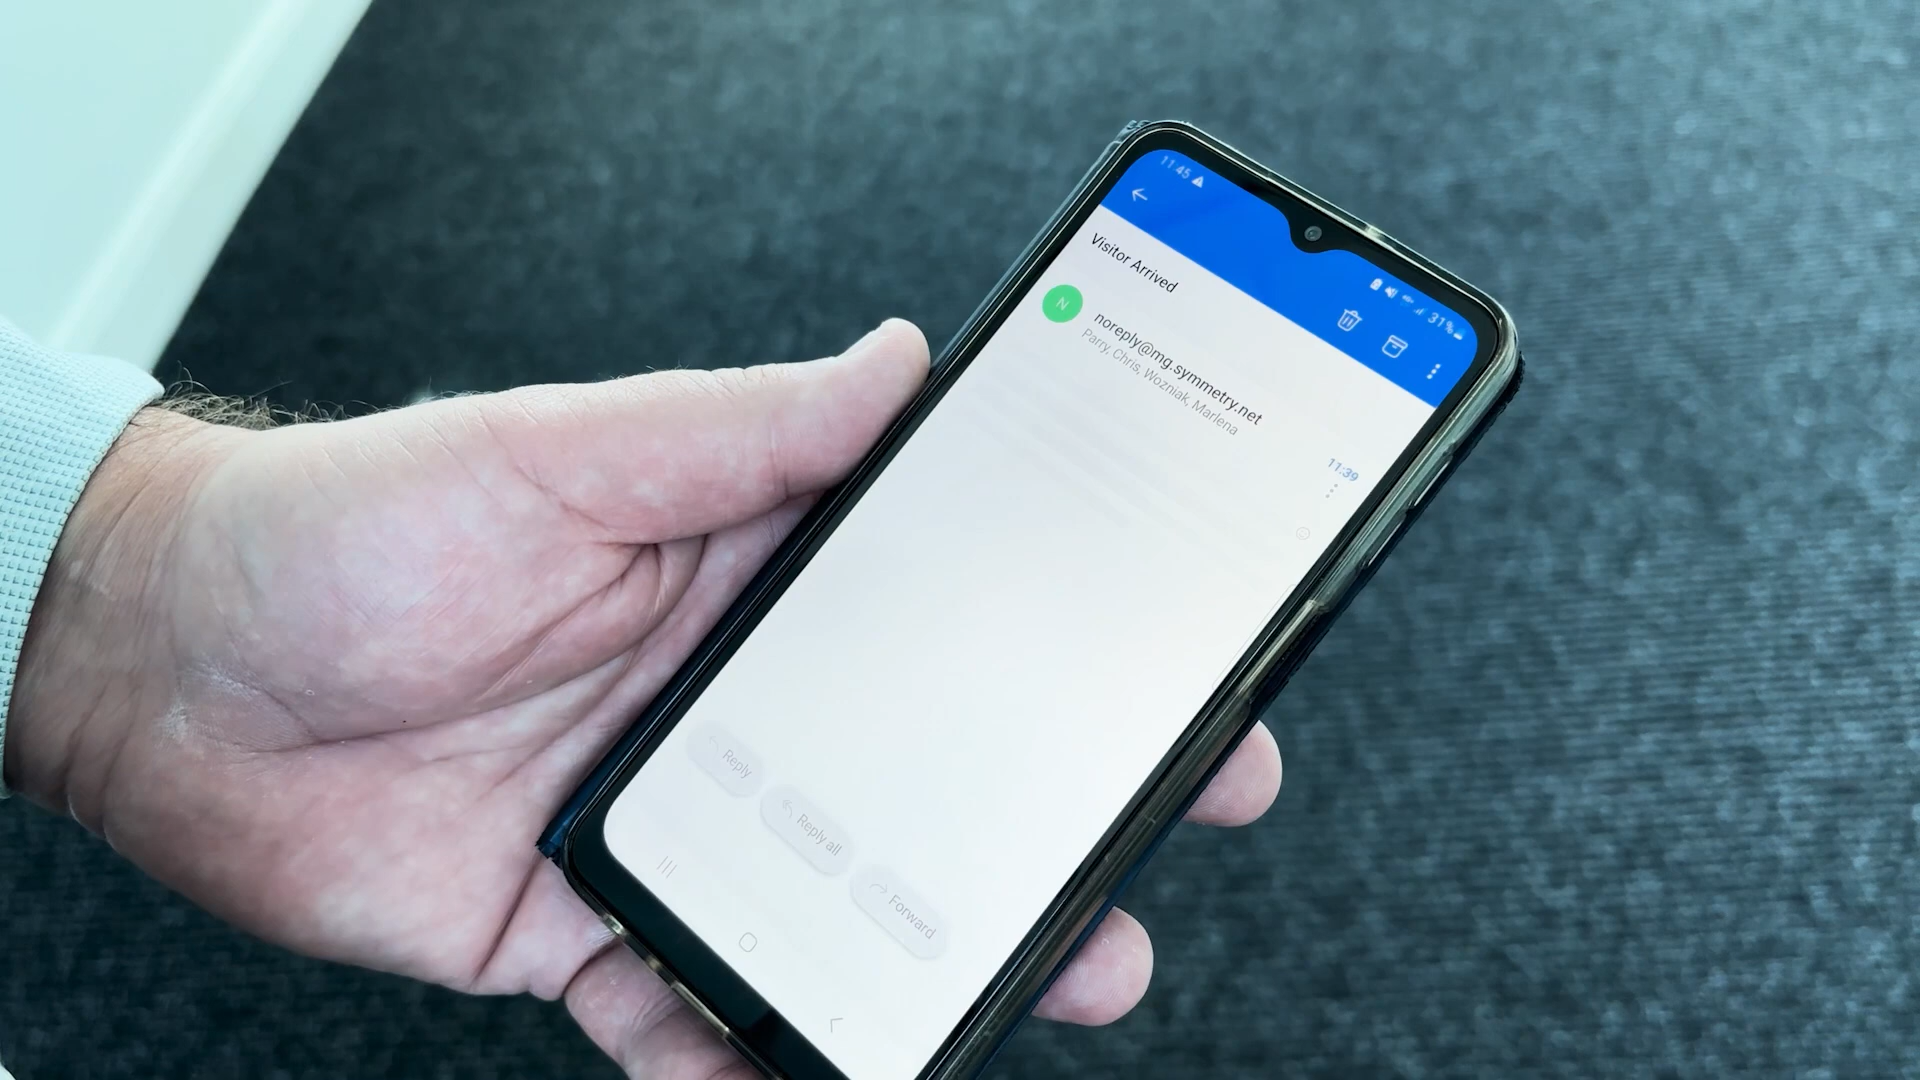 11:45
31%
Visitor Arrived
N
noreply@mg.symmetry.net
Parry, Chris, Wozniak, Marlena
11:39
Reply
Reply all
Forward